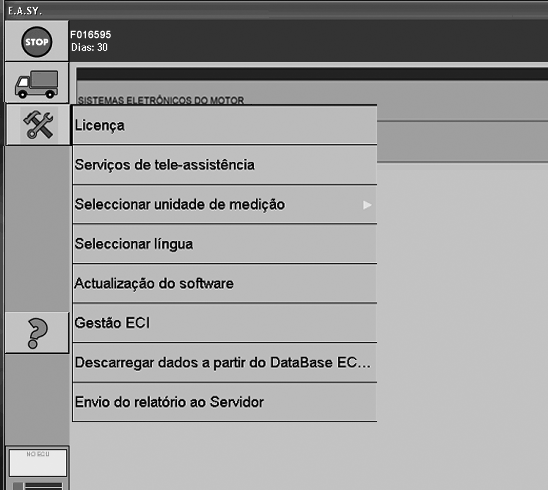 E.A.SY.
STOP
F016595
Dias: 30
SISTEMAS ELETRÔNICOS DO MOTOR
Licença
Serviços de tele-assistência
Seleccionar unidade de medição
Seleccionar língua
Actualização do software
Gestão ECI
Descarregar dados a partir do DataBase EC...
Envio do relatório ao Servidor
NO ECU